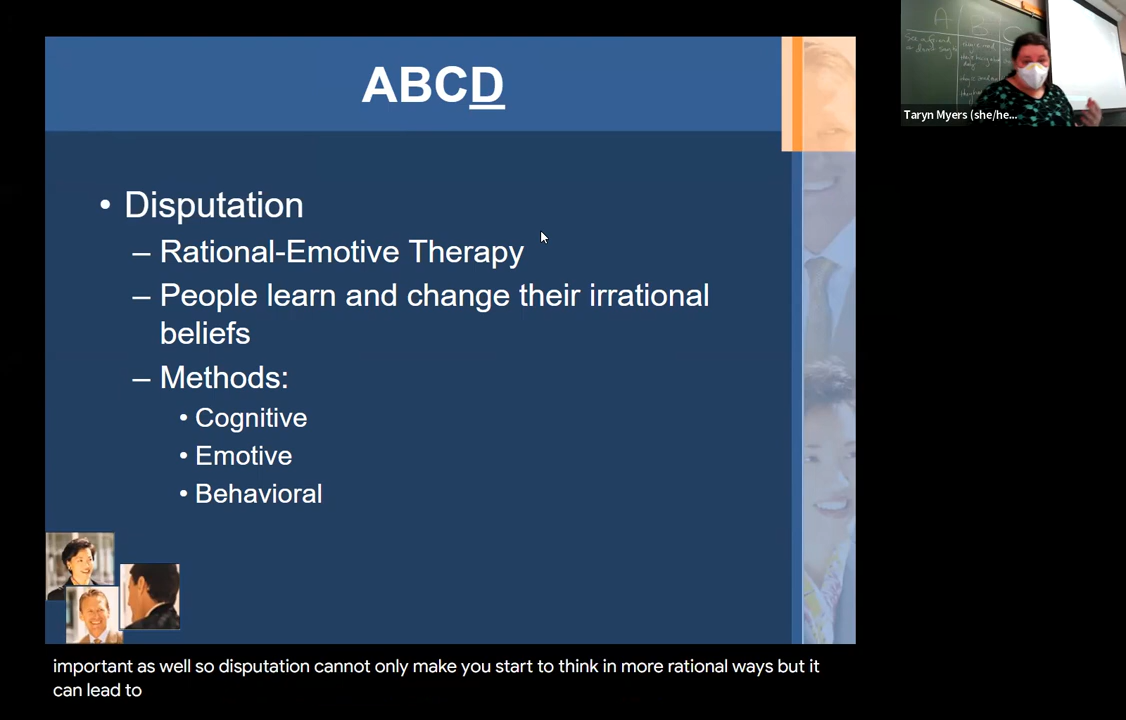 ABCD
• Disputation
– Rational-Emotive Therapy
– People learn and change their irrational
beliefs
– Methods:
• Cognitive
• Emotive
• Behavioral
A B C
Taryn Myers (she/he...
important as well so disputation cannot only make you start to think in more rational ways but it
can lead to